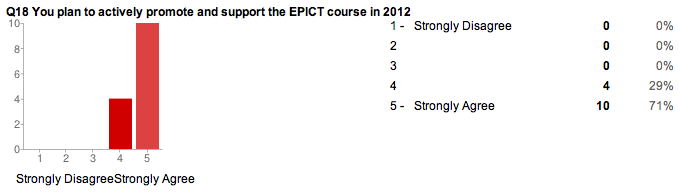 Q18 You plan to actively promote and support the EPICT course in 2012
10
8
6
4
2
0
1 2 3 4 5
Strongly DisagreeStrongly Agree
1 - Strongly Disagree 0 0%
2 0 0%
3 0 0%
4 4 29%
5 - Strongly Agree 10 71%